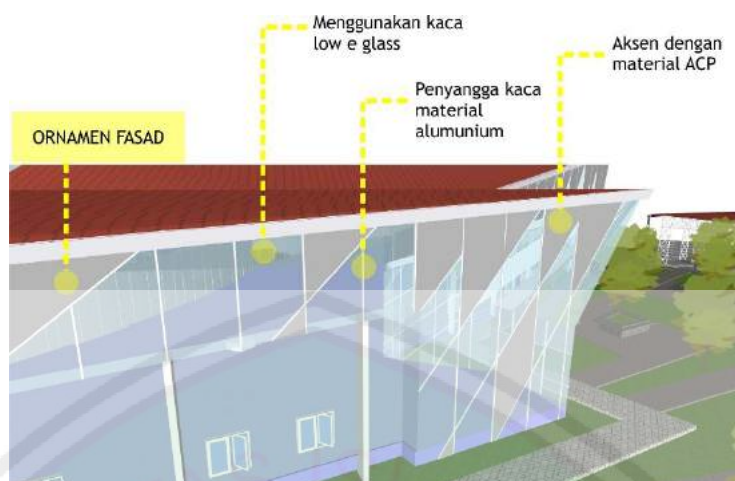 Menggunakan kaca
low e glass
Aksen dengan
material ACP
Penyangga kaca
material
alumunium
ORNAMEN FASAD